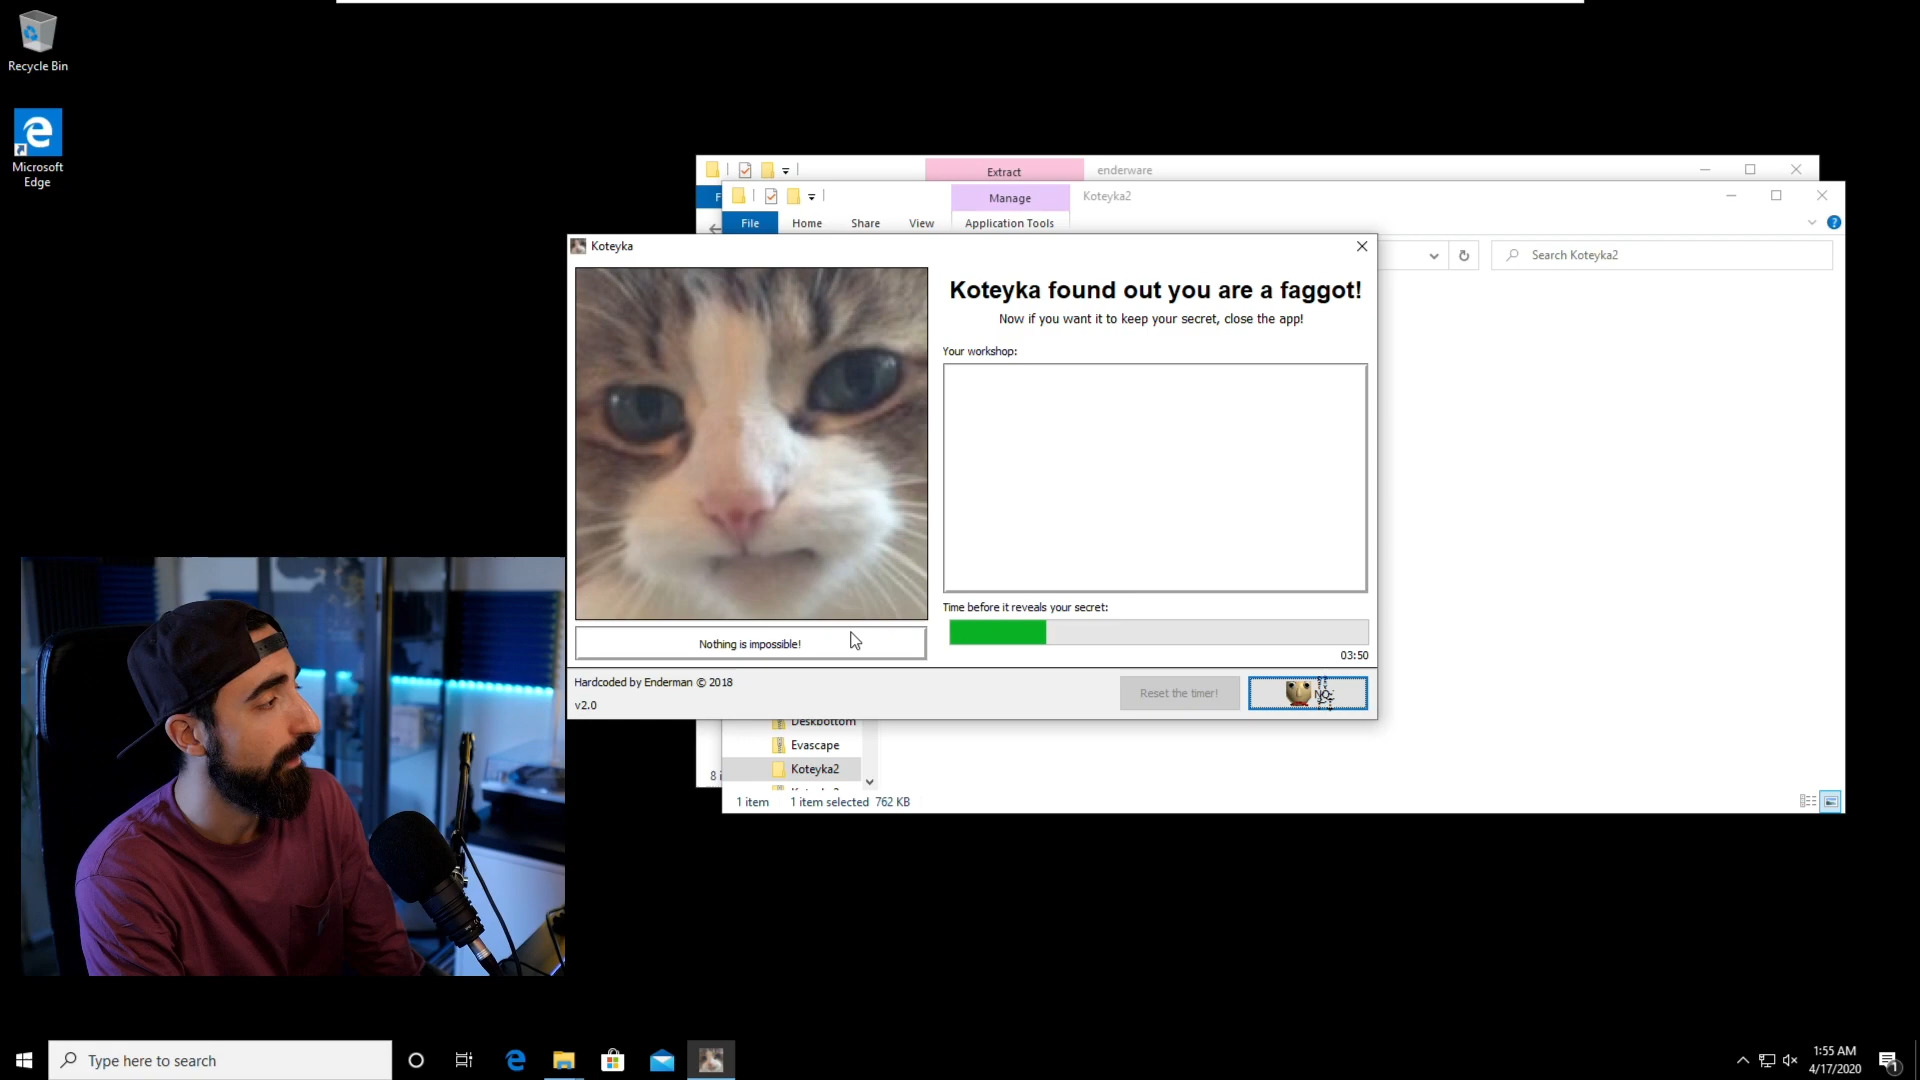 Recycle Bin
Microsoft
Edge
Extract
enderware
F
Manage
Koteyka2
File
Home
Share
View
Application Tools
Koteyka
Search Koteyka2
Koteyka found out you are a faggot!
Now if you want it to keep your secret, close the app!
Your workshop:
Time before it reveals your secret:
Nothing is impossible!
03:50
Hardcoded by Enderman © 2018
v2.0
Reset the timer!
NO
Deskbottom
Evascape
Koteyka2
8 i
1 item 1 item selected 762 KB
Type here to search
1:55 AM
4/17/2020
1